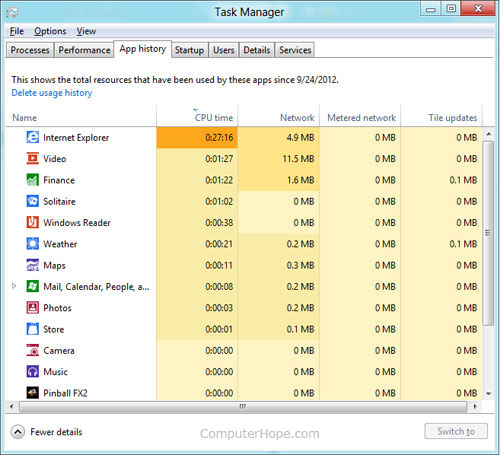 Task Manager
File Options View
Processes Performance App history Startup Users Details Services
This shows the total resources that have been used by these apps since 9/24/2012.
Delete usage history
Name CPU time Network Metered network Tile updates
Internet Explorer 0:27:16 4.9 MB 0 MB 0 MB
Video 0:01:27 11.5 MB 0 MB 0 MB
Finance 0:01:22 1.6 MB 0 MB 0.1 MB
Solitaire 0:01:02 0 MB 0 MB 0 MB
Windows Reader 0:00:38 0 MB 0 MB 0 MB
Weather 0:00:21 0.2 MB 0 MB 0.1 MB
Maps 0:00:11 0.3 MB 0 MB 0 MB
Mail, Calendar, People, a... 0:00:08 0.2 MB 0 MB 0 MB
Photos 0:00:03 0.2 MB 0 MB 0 MB
Store 0:00:01 0.1 MB 0 MB 0 MB
Camera 0:00:00 0 MB 0 MB 0 MB
Music 0:00:00 0 MB 0 MB 0 MB
Pinball FX2 0:00:00 0 MB 0 MB 0 MB
Fewer details ComputerHope.com Switch to